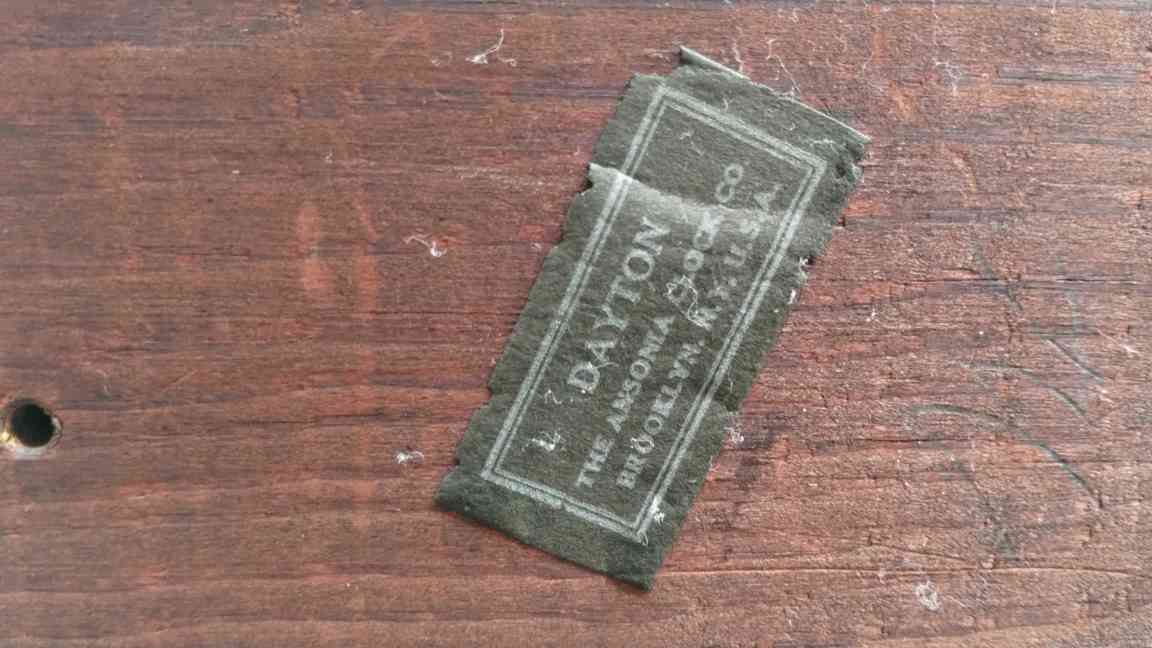 DAYTON
THE ANSONIA CLOCK CO
BROOKLYN N.Y. U.S.A.